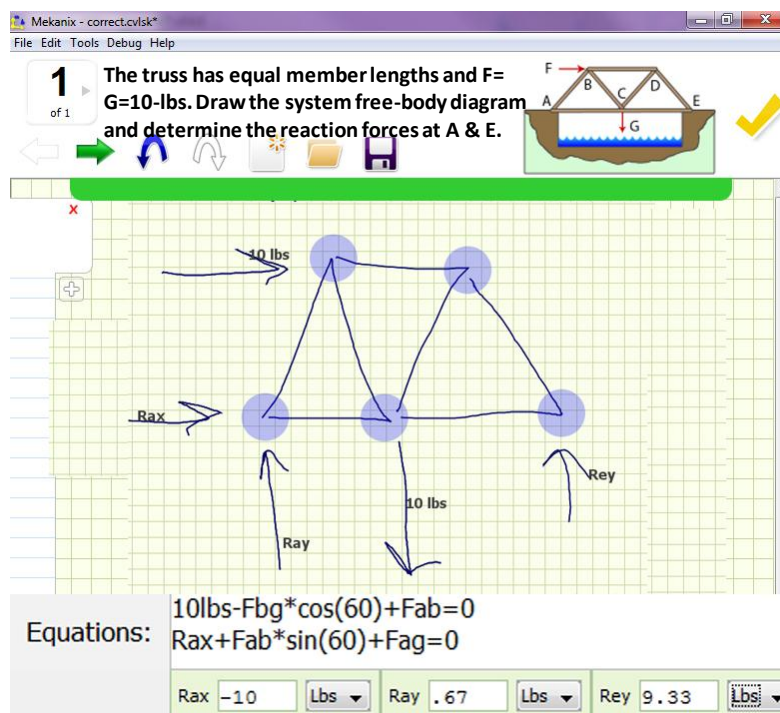 Mekanix - correct.cvlsk*
File Edit Tools Debug Help
1
of 1
The truss has equal member lengths and F=
G=10-lbs. Draw the system free-body diagram
and determine the reaction forces at A & E.
F
A B C D E
G
x
10 lbs
Rax
Rey
10 lbs
Ray
Equations:
10lbs-Fbg*cos(60)+Fab=0
Rax+Fab*sin(60)+Fag=0
Rax -10 Lbs Ray .67 Lbs Rey 9.33 Lbs